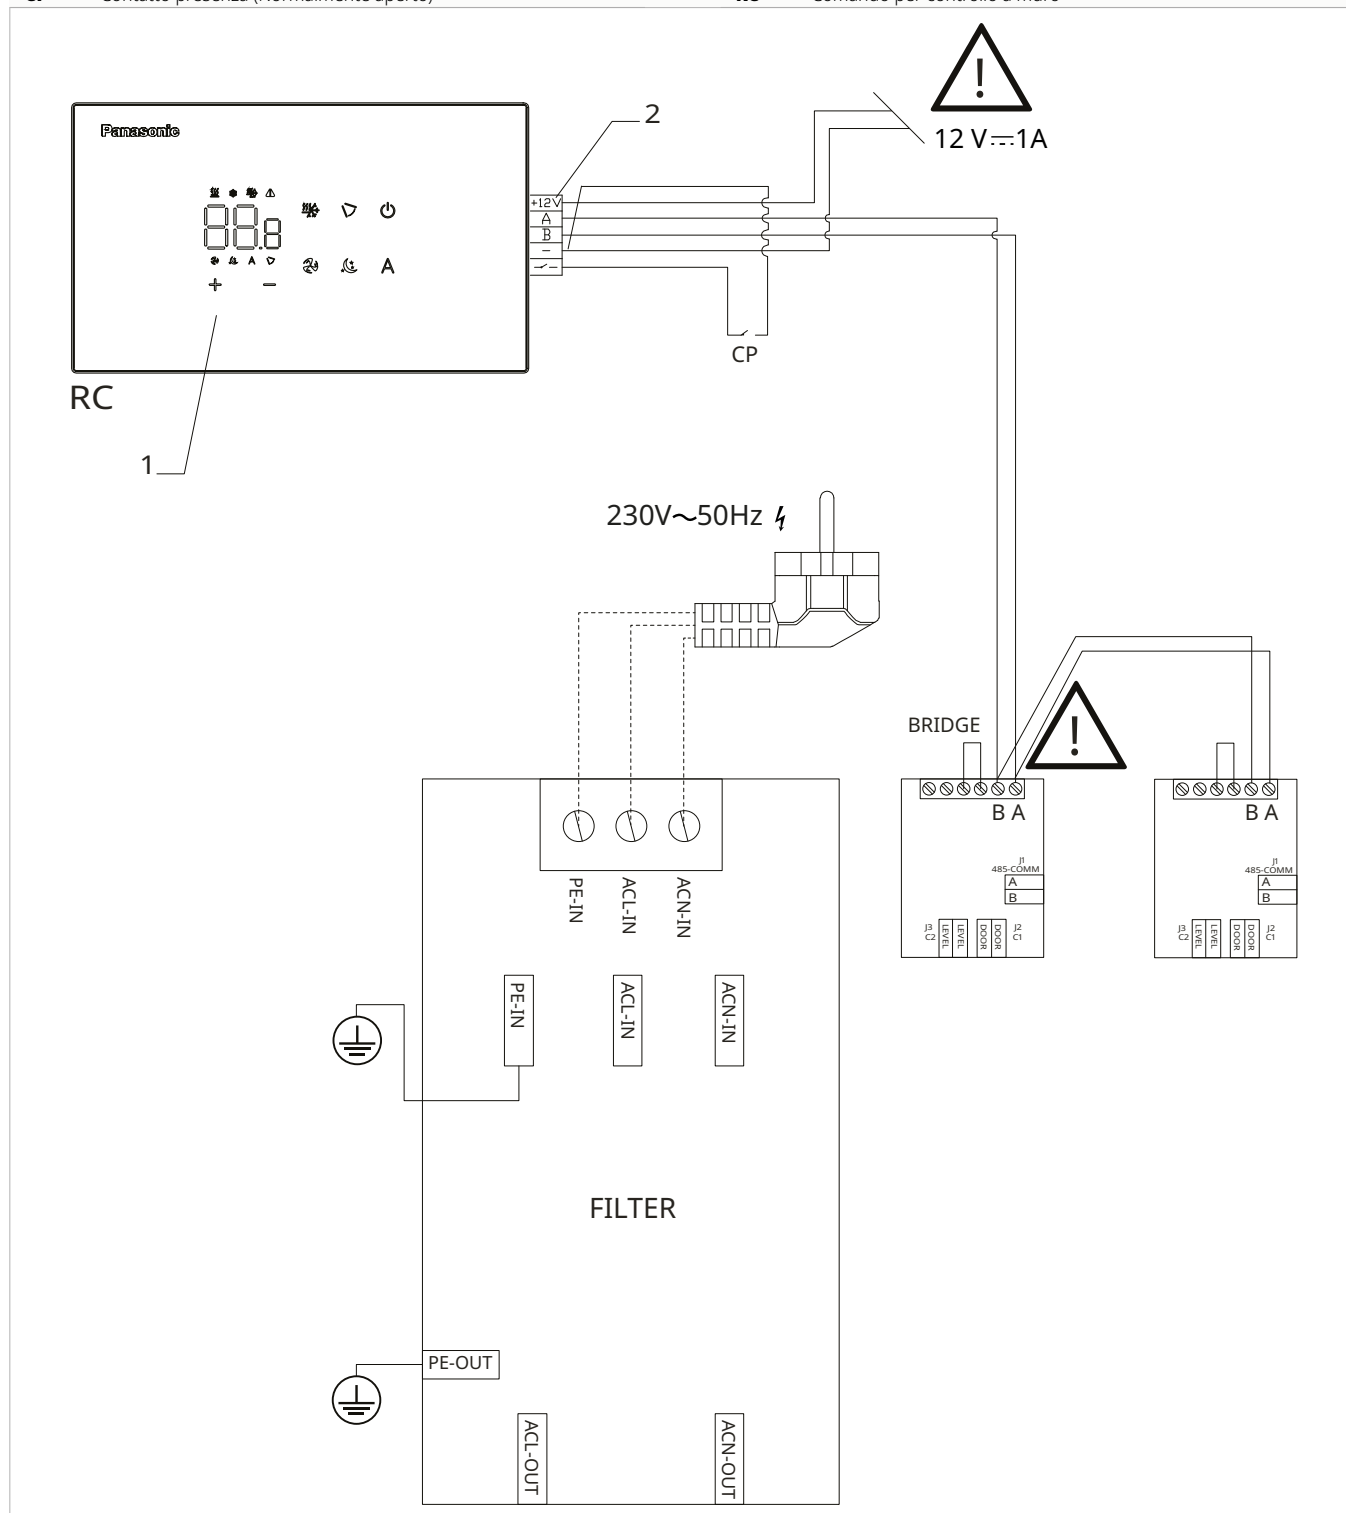 CP Contatto presenza (Normalmente aperto)
RC Comando per controllo a muro
Panasonic
88.8
A
A
+ −
+12V
A
B
−
2
12 V 1A
CP
RC
1
230V~50Hz
BRIDGE
B A
B A
J1
485-COMM
A
B
J1
485-COMM
A
B
J3
C2
LEVEL
LEVEL
DOOR
DOOR
J2
C1
J3
C2
LEVEL
LEVEL
DOOR
DOOR
J2
C1
PE-IN
ACL-IN
ACN-IN
PE-IN
ACL-IN
ACN-IN
FILTER
PE-OUT
ACL-OUT
ACN-OUT